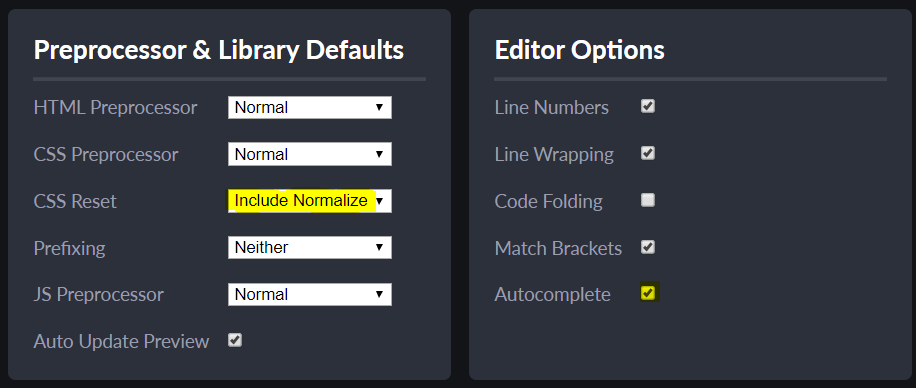 Preprocessor & Library Defaults
HTML Preprocessor Normal
CSS Preprocessor Normal
CSS Reset Include Normalize
Prefixing Neither
JS Preprocessor Normal
Auto Update Preview
Editor Options
Line Numbers
Line Wrapping
Code Folding
Match Brackets
Autocomplete